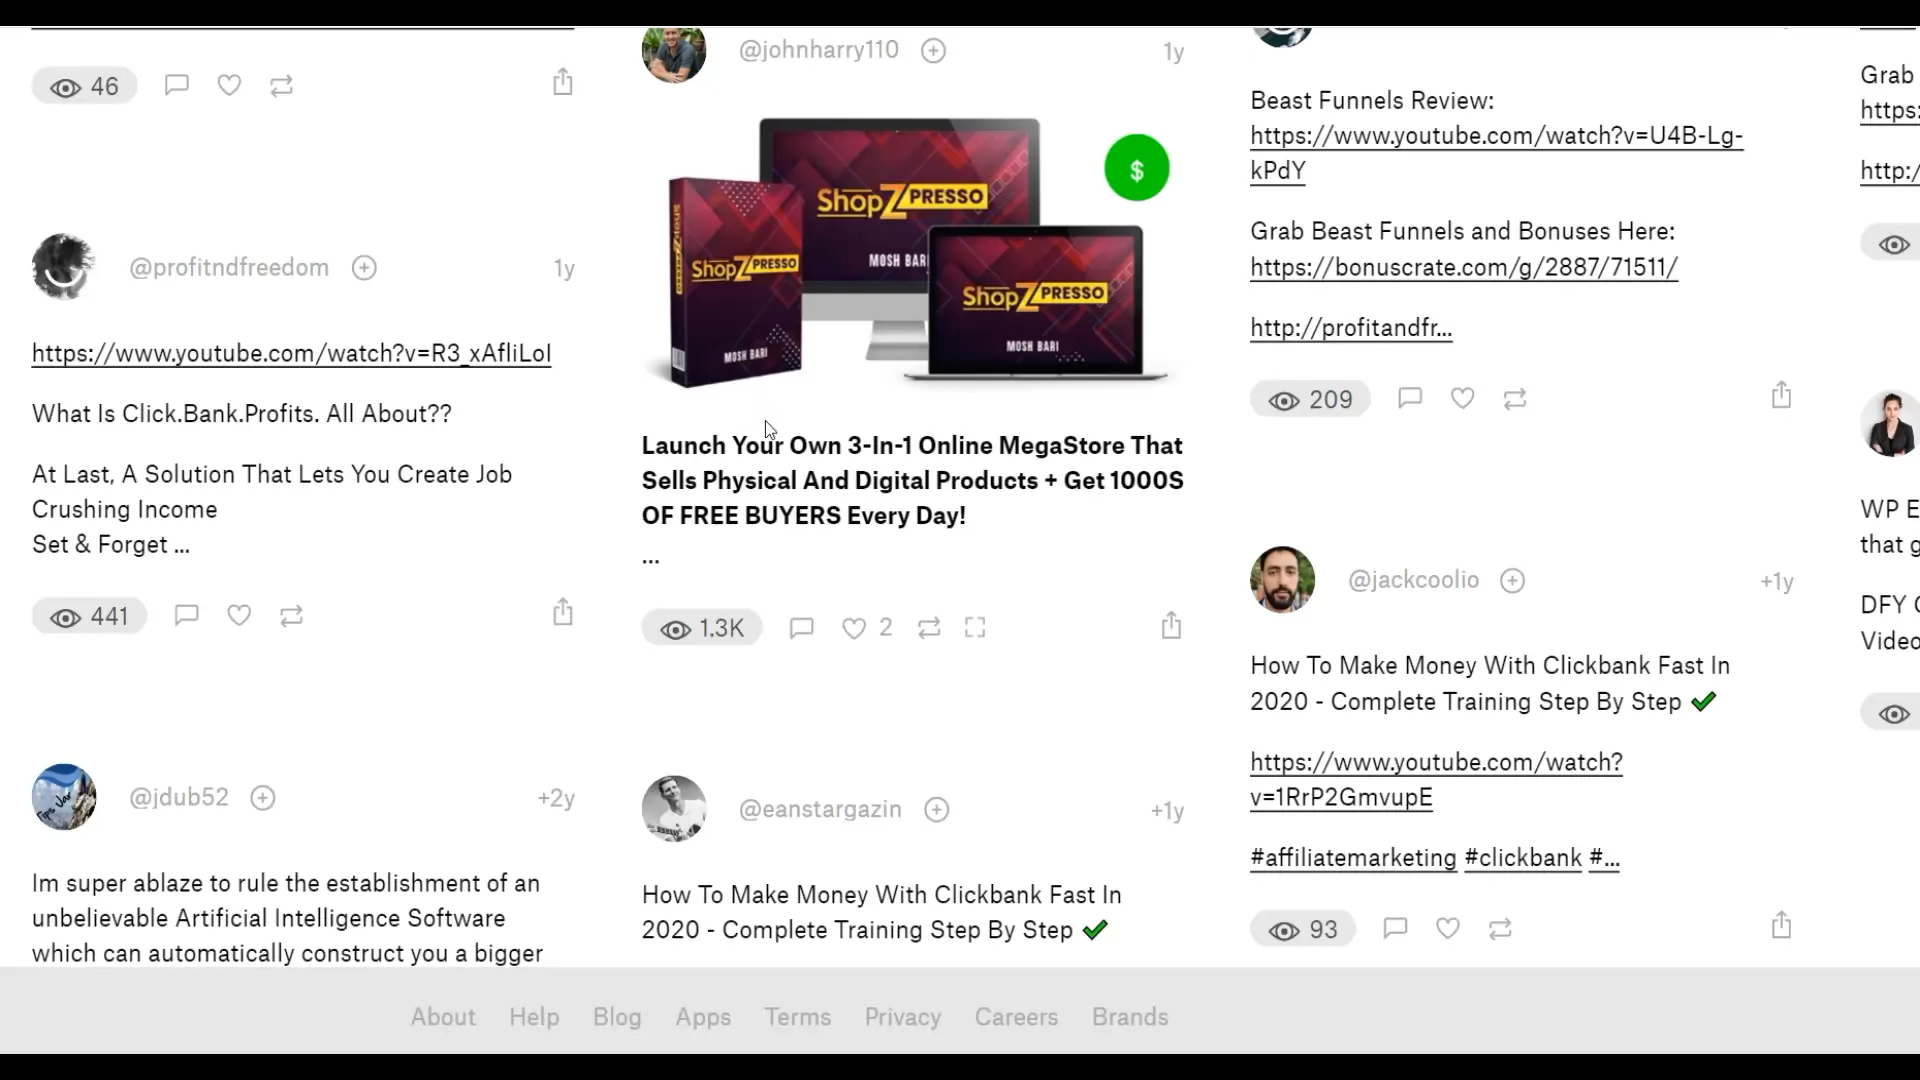 46
@profitndfreedom
1y
https://www.youtube.com/watch?v=R3_xAfliLoI
What Is Click.Bank.Profits. All About??
At Last, A Solution That Lets You Create Job
Crushing Income
Set & Forget ...
441
@jdub52
+2y
Im super ablaze to rule the establishment of an
unbelievable Artificial Intelligence Software
which can automatically construct you a bigger
@johnharry110
1y
ShopZPRESSO
MOSH BARI
ShopZPRESSO
ShopZPRESSO
MOSH BARI
ShopZPRESSO
MOSH BARI
$
Launch Your Own 3-In-1 Online MegaStore That
Sells Physical And Digital Products + Get 1000S
OF FREE BUYERS Every Day!
...
1.3K
2
@eanstargazin
+1y
How To Make Money With Clickbank Fast In
2020 - Complete Training Step By Step ✔
Beast Funnels Review:
https://www.youtube.com/watch?v=U4B-Lg-
kPdY
Grab Beast Funnels and Bonuses Here:
https://bonuscrate.com/g/2887/71511/
http://profitandfr...
209
@jackcoolio
+1y
How To Make Money With Clickbank Fast In
2020 - Complete Training Step By Step ✔
https://www.youtube.com/watch?
v=1RrP2GmvupE
#affiliatemarketing #clickbank #...
93
Grab
https:
http:/
WP E
that g
DFY
Video
About Help Blog Apps Terms Privacy Careers Brands